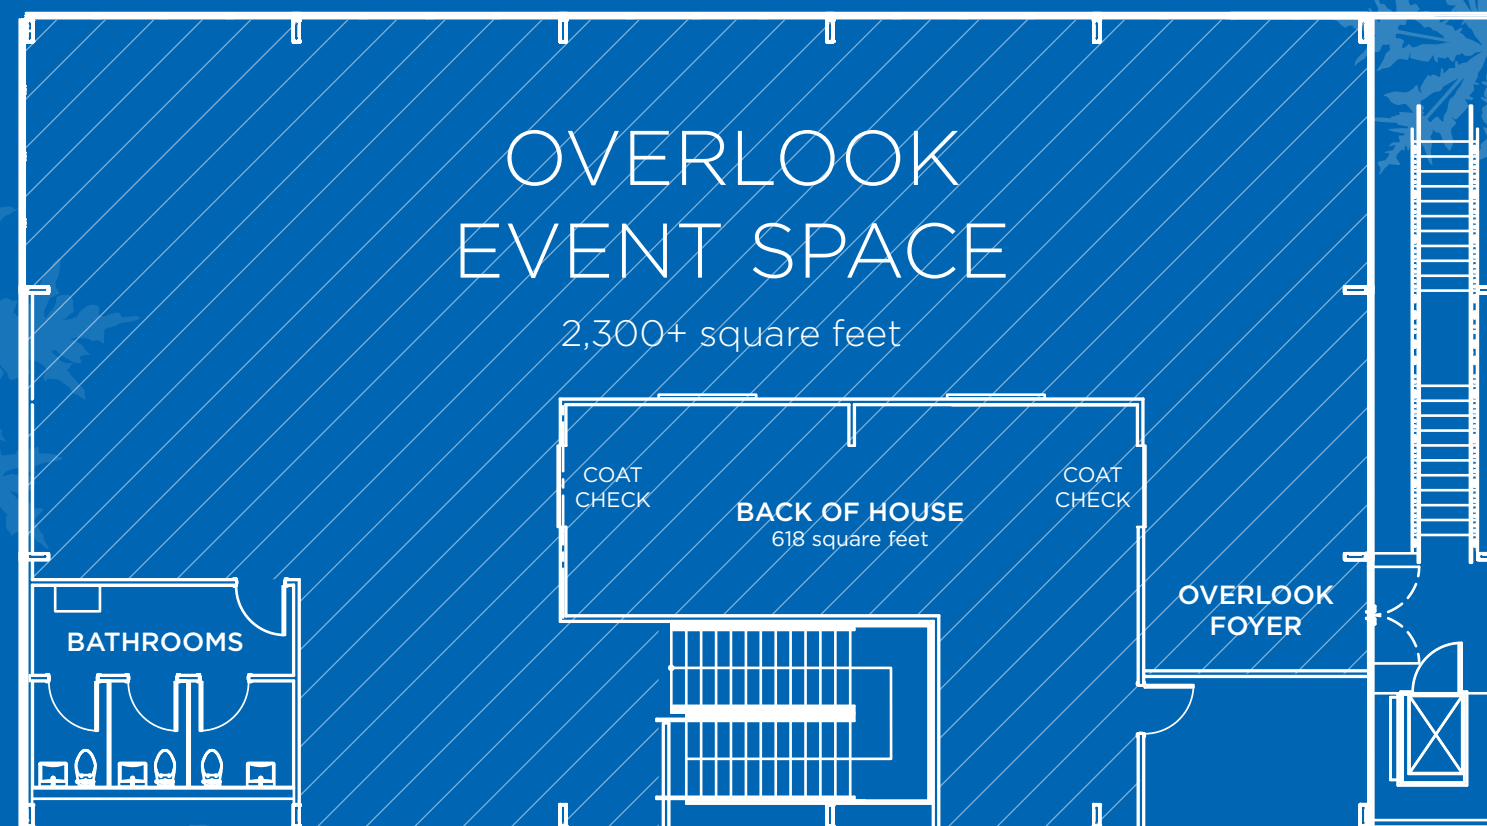 OVERLOOK
EVENT SPACE
2,300+ square feet
COAT
CHECK
COAT
CHECK
BACK OF HOUSE
618 square feet
OVERLOOK
FOYER
BATHROOMS